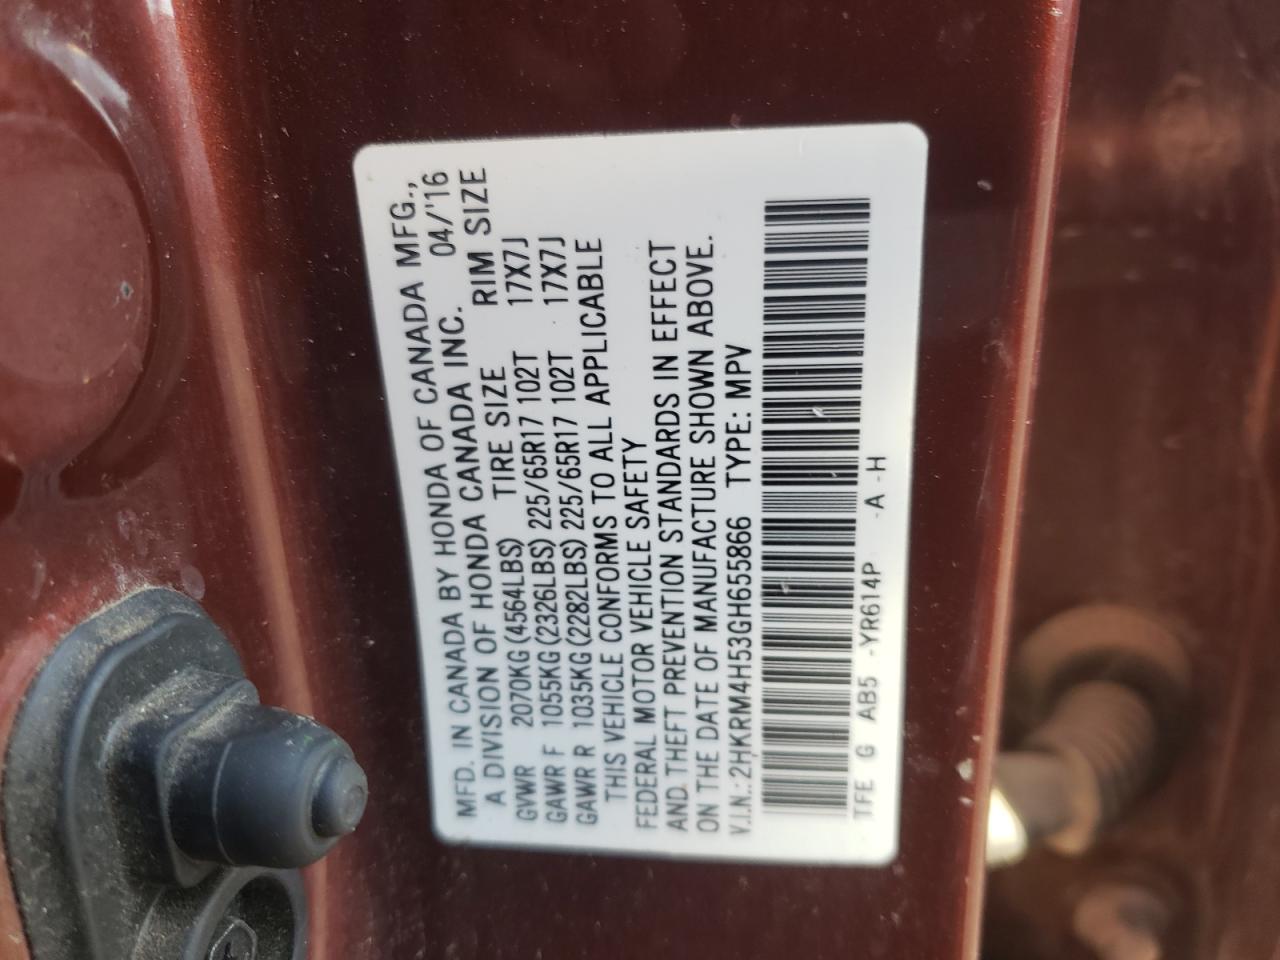 MFD. IN CANADA BY HONDA OF CANADA MFG.,
A DIVISION OF HONDA CANADA INC. 04/'16
GVWR 2070KG(4564LBS) TIRE SIZE RIM SIZE
GAWR F 1055KG(2326LBS) 225/65R17 102T 17X7J
GAWR R 1035KG(2282LBS) 225/65R17 102T 17X7J
THIS VEHICLE CONFORMS TO ALL APPLICABLE
FEDERAL MOTOR VEHICLE SAFETY
AND THEFT PREVENTION STANDARDS IN EFFECT
ON THE DATE OF MANUFACTURE SHOWN ABOVE.
V.I.N.:2HKRM4H53GH655866 TYPE: MPV
TFE G AB5 -YR614P -A -H